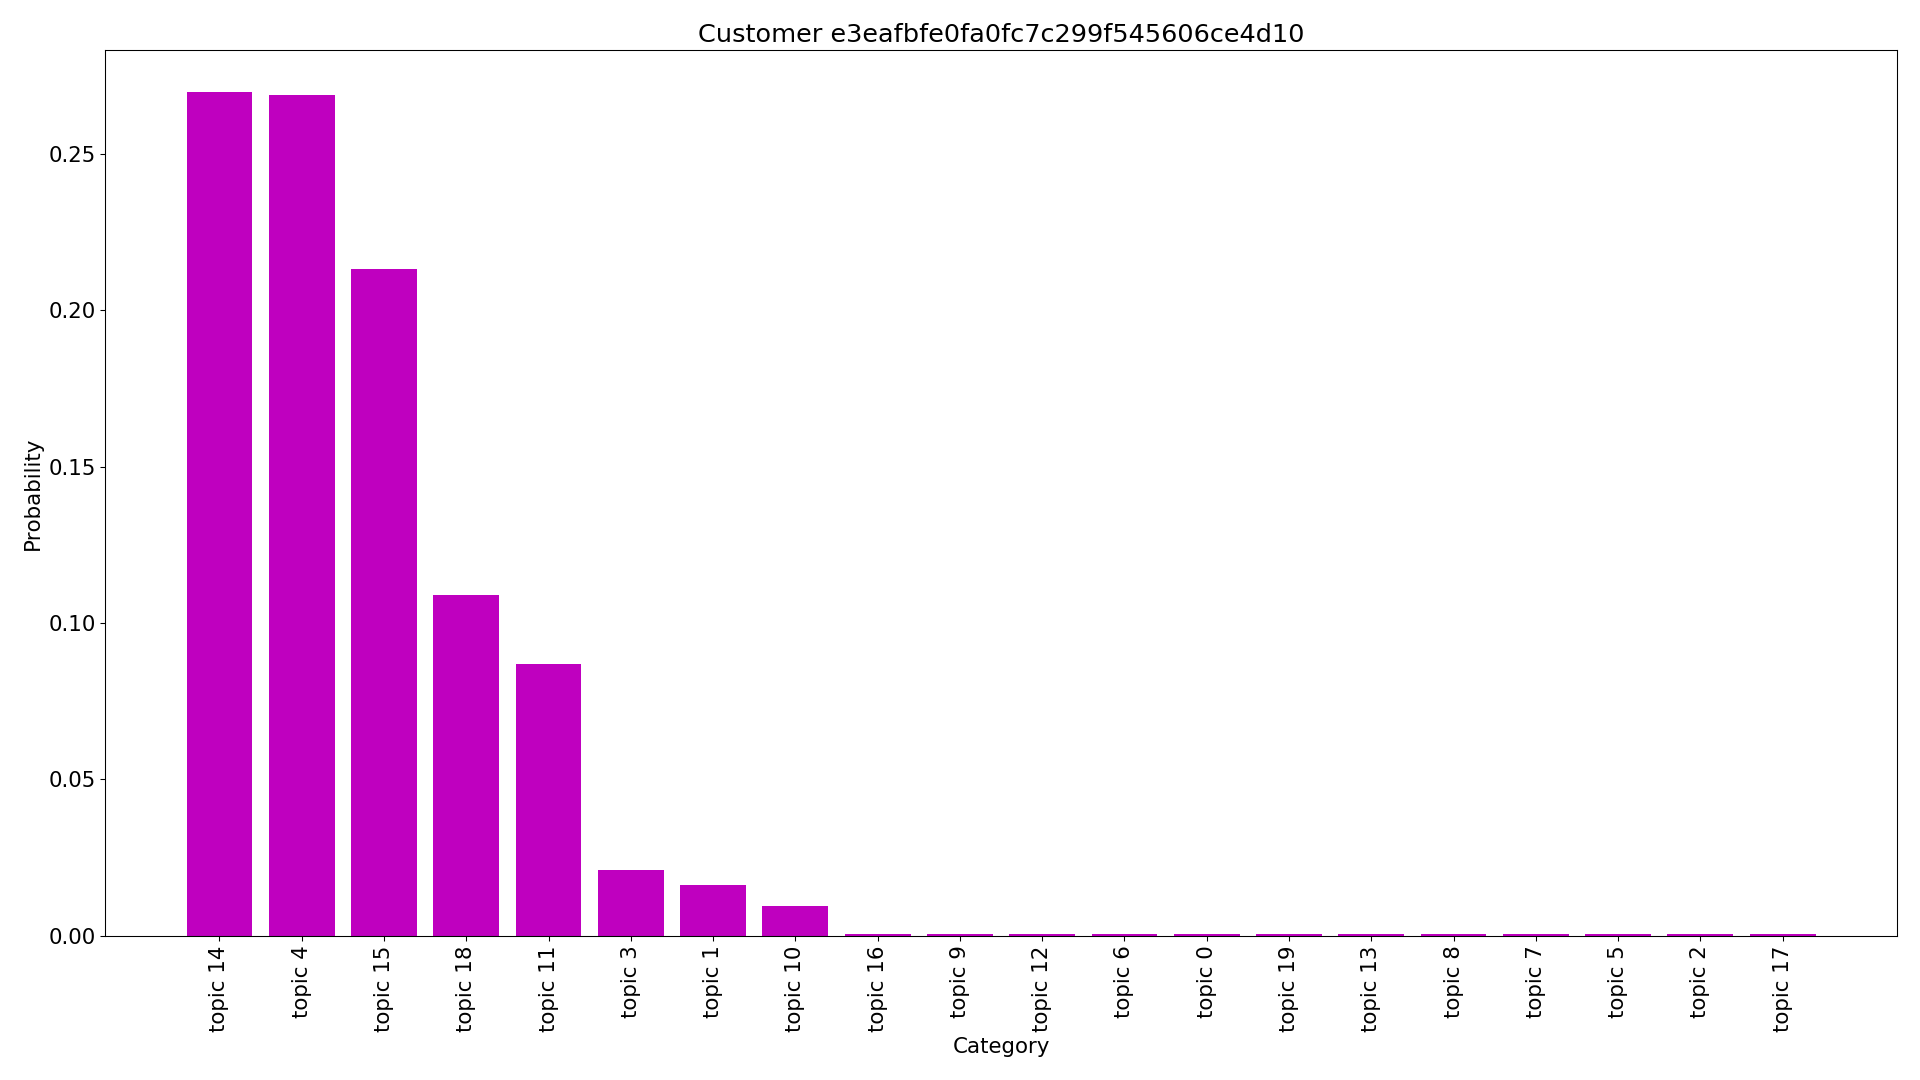 Customer e3eafbfe0fa0fc7c299f545606ce4d10
Probability
0.25
0.20
0.15
0.10
0.05
0.00
topic 14
topic 4
topic 15
topic 18
topic 11
topic 3
topic 1
topic 10
topic 16
topic 9
topic 12
topic 6
topic 0
topic 19
topic 13
topic 8
topic 7
topic 5
topic 2
topic 17
Category